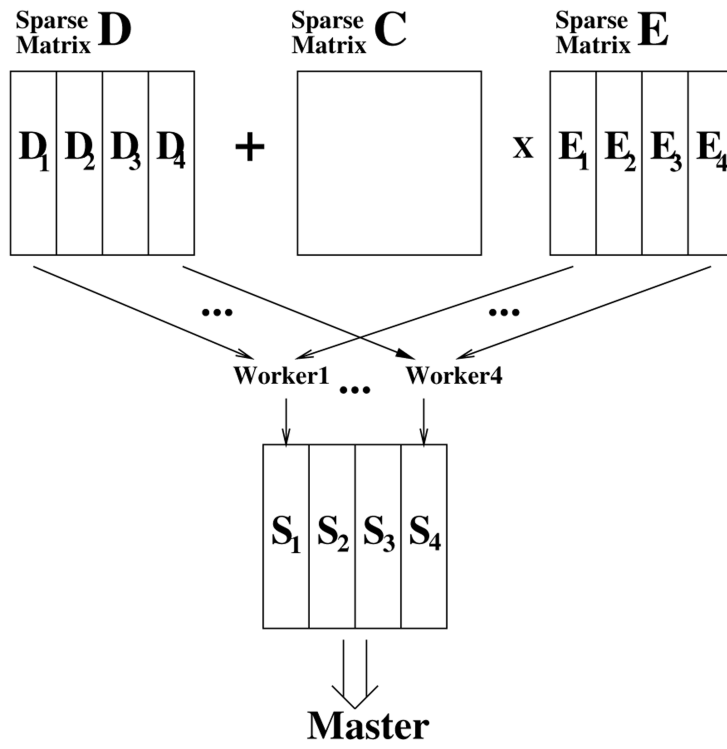 Sparse Matrix D
Sparse Matrix C
Sparse Matrix E
D1 D2 D3 D4 + x E1 E2 E3 E4
... ...
Worker1 ... Worker4
S1 S2 S3 S4
Master